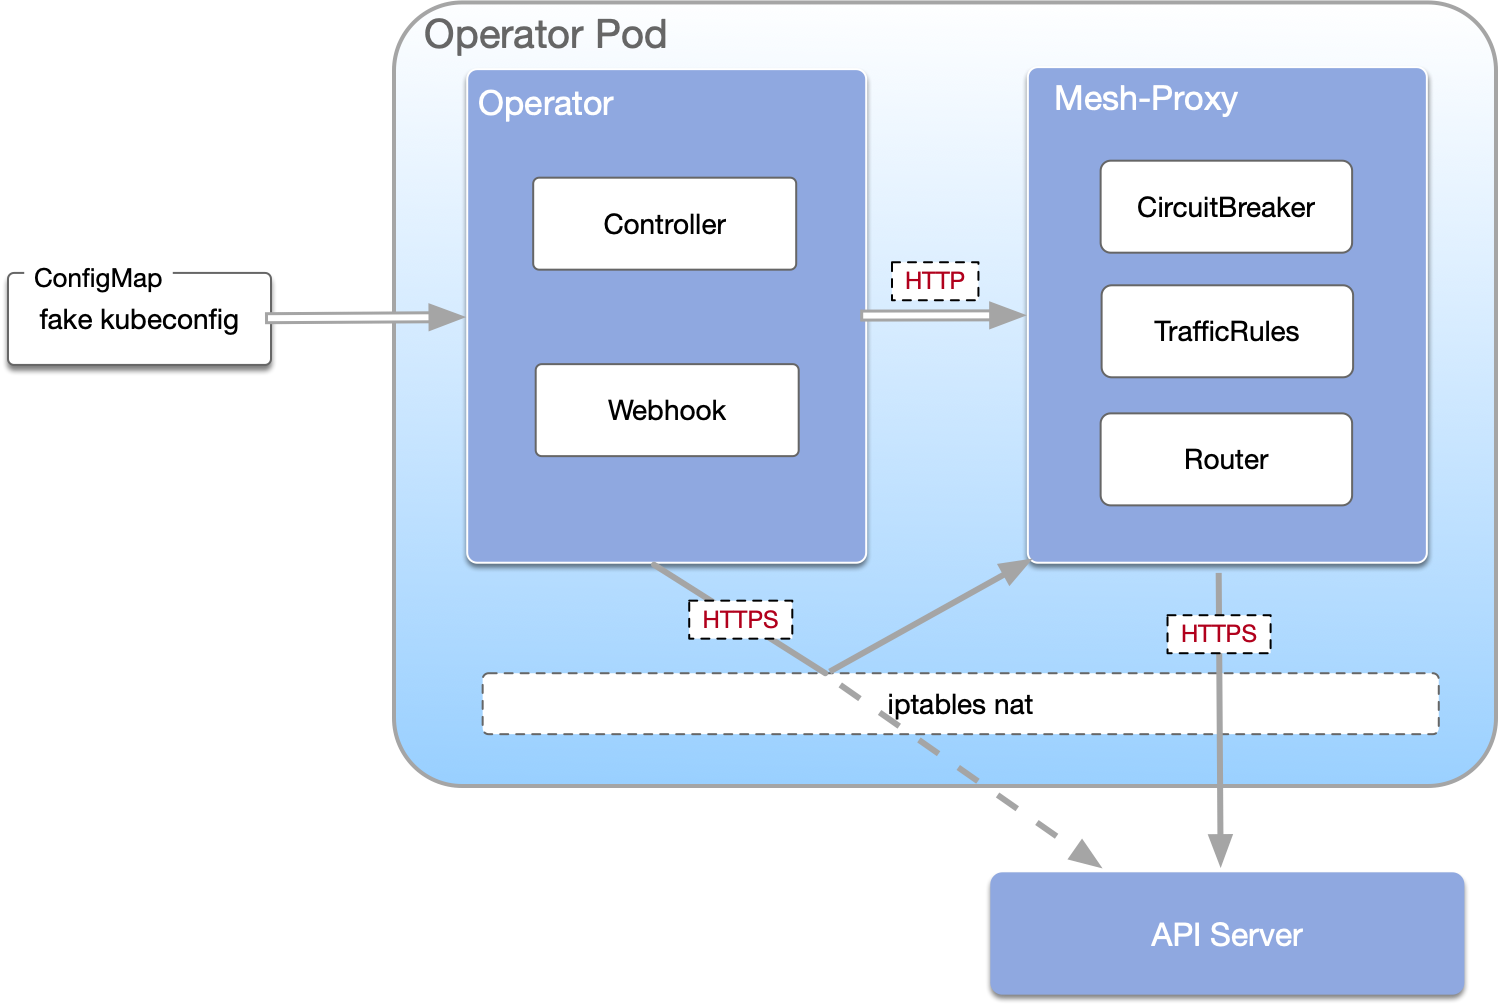 Operator Pod
Operator
Mesh-Proxy
Controller
CircuitBreaker
ConfigMap
fake kubeconfig
HTTP
TrafficRules
Webhook
Router
HTTPS
HTTPS
iptables nat
API Server